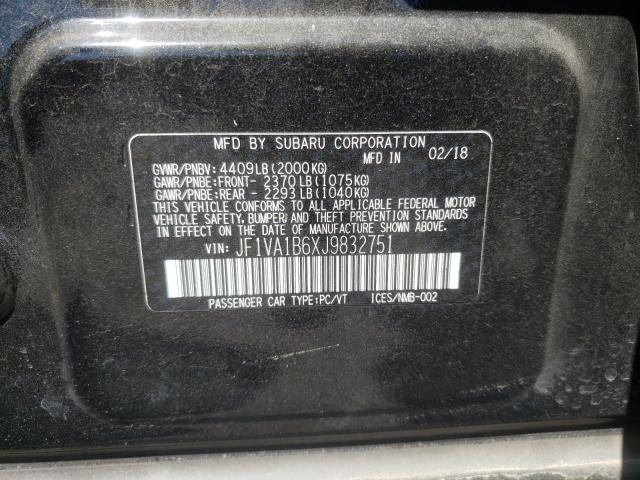 MFD BY SUBARU CORPORATION
MFD IN 02/18
GVWR/PNBV: 4409LB(2000KG)
GAWR/PNBE:FRONT- 2370LB(1075KG)
GAWR/PNBE:REAR - 2293LB(1040KG)
THIS VEHICLE CONFORMS TO ALL APPLICABLE FEDERAL MOTOR
VEHICLE SAFETY, BUMPER, AND THEFT PREVENTION STANDARDS
IN EFFECT ON THE DATE OF MANUFACTURE SHOWN ABOVE.
VIN: JF1VA1B6XJ9832751
PASSENGER CAR TYPE:PC/VT ICES/NMB-002